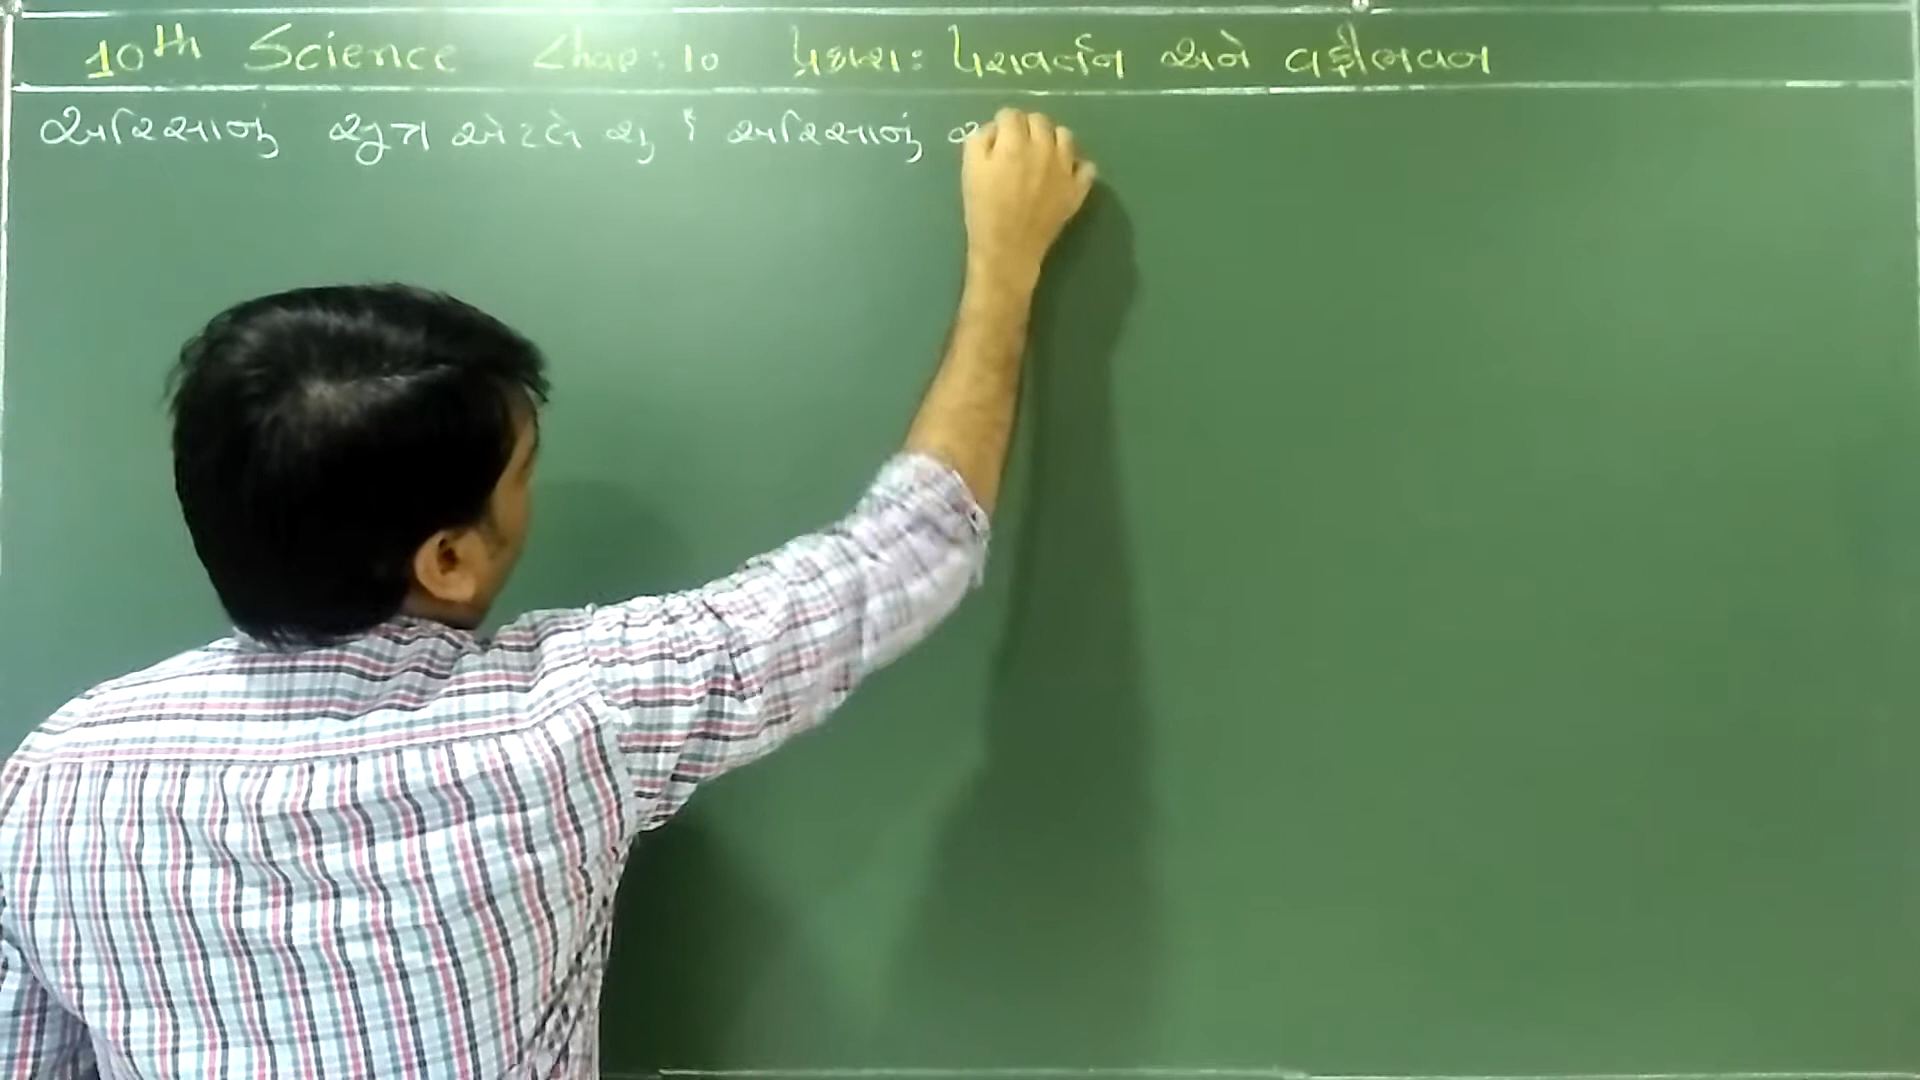 10th Science Chap: 10 પ્રકાશ: પરાવર્તન અને વક્રીભવન
અરિસાનું સૂત્ર એટલે શું ? અરિસાનું